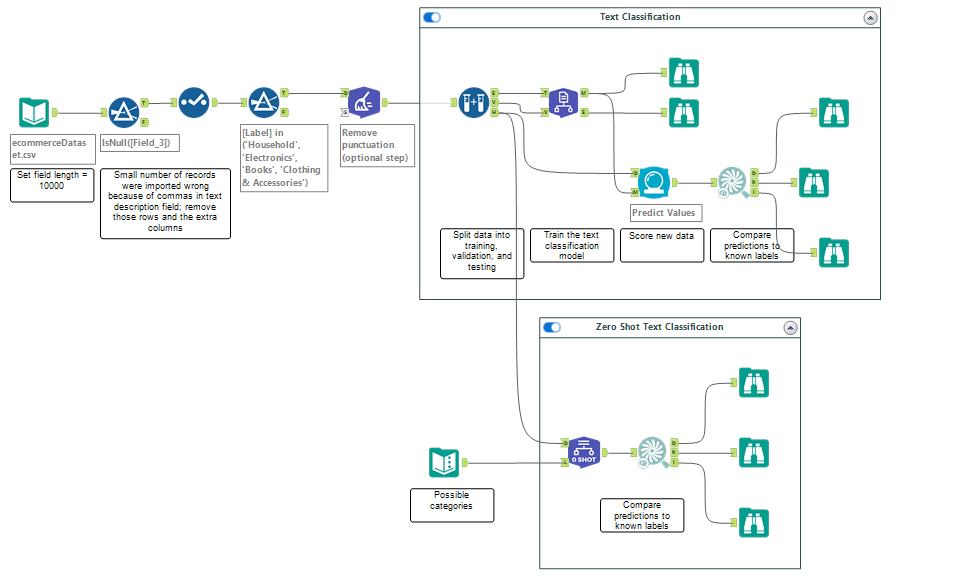 Text Classification
ecommerceDatas
et.csv
Set field length =
10000
IsNull([Field_3])
Small number of records
were imported wrong
because of commas in text
description field; remove
those rows and the extra
columns
[Label] in
('Household',
'Electronics',
'Books', 'Clothing
& Accessories')
Remove
punctuation
(optional step)
Predict Values
Split data into
training,
validation, and
testing
Train the text
classification
model
Score new data
Compare
predictions to
known labels
Zero Shot Text Classification
0 SHOT
Possible
categories
Compare
predictions to
known labels